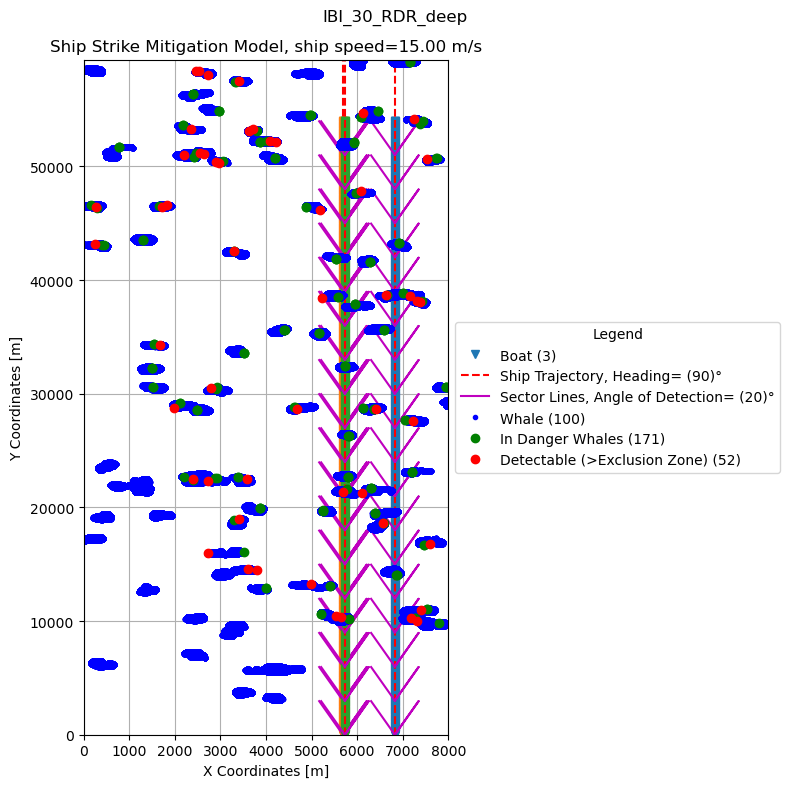 IBI_30_RDR_deep
Ship Strike Mitigation Model, ship speed=15.00 m/s
Y Coordinates [m]
50000
40000
30000
20000
10000
0
0 1000 2000 3000 4000 5000 6000 7000 8000
X Coordinates [m]
Legend
Boat (3)
Ship Trajectory, Heading= (90)°
Sector Lines, Angle of Detection= (20)°
Whale (100)
In Danger Whales (171)
Detectable (>Exclusion Zone) (52)